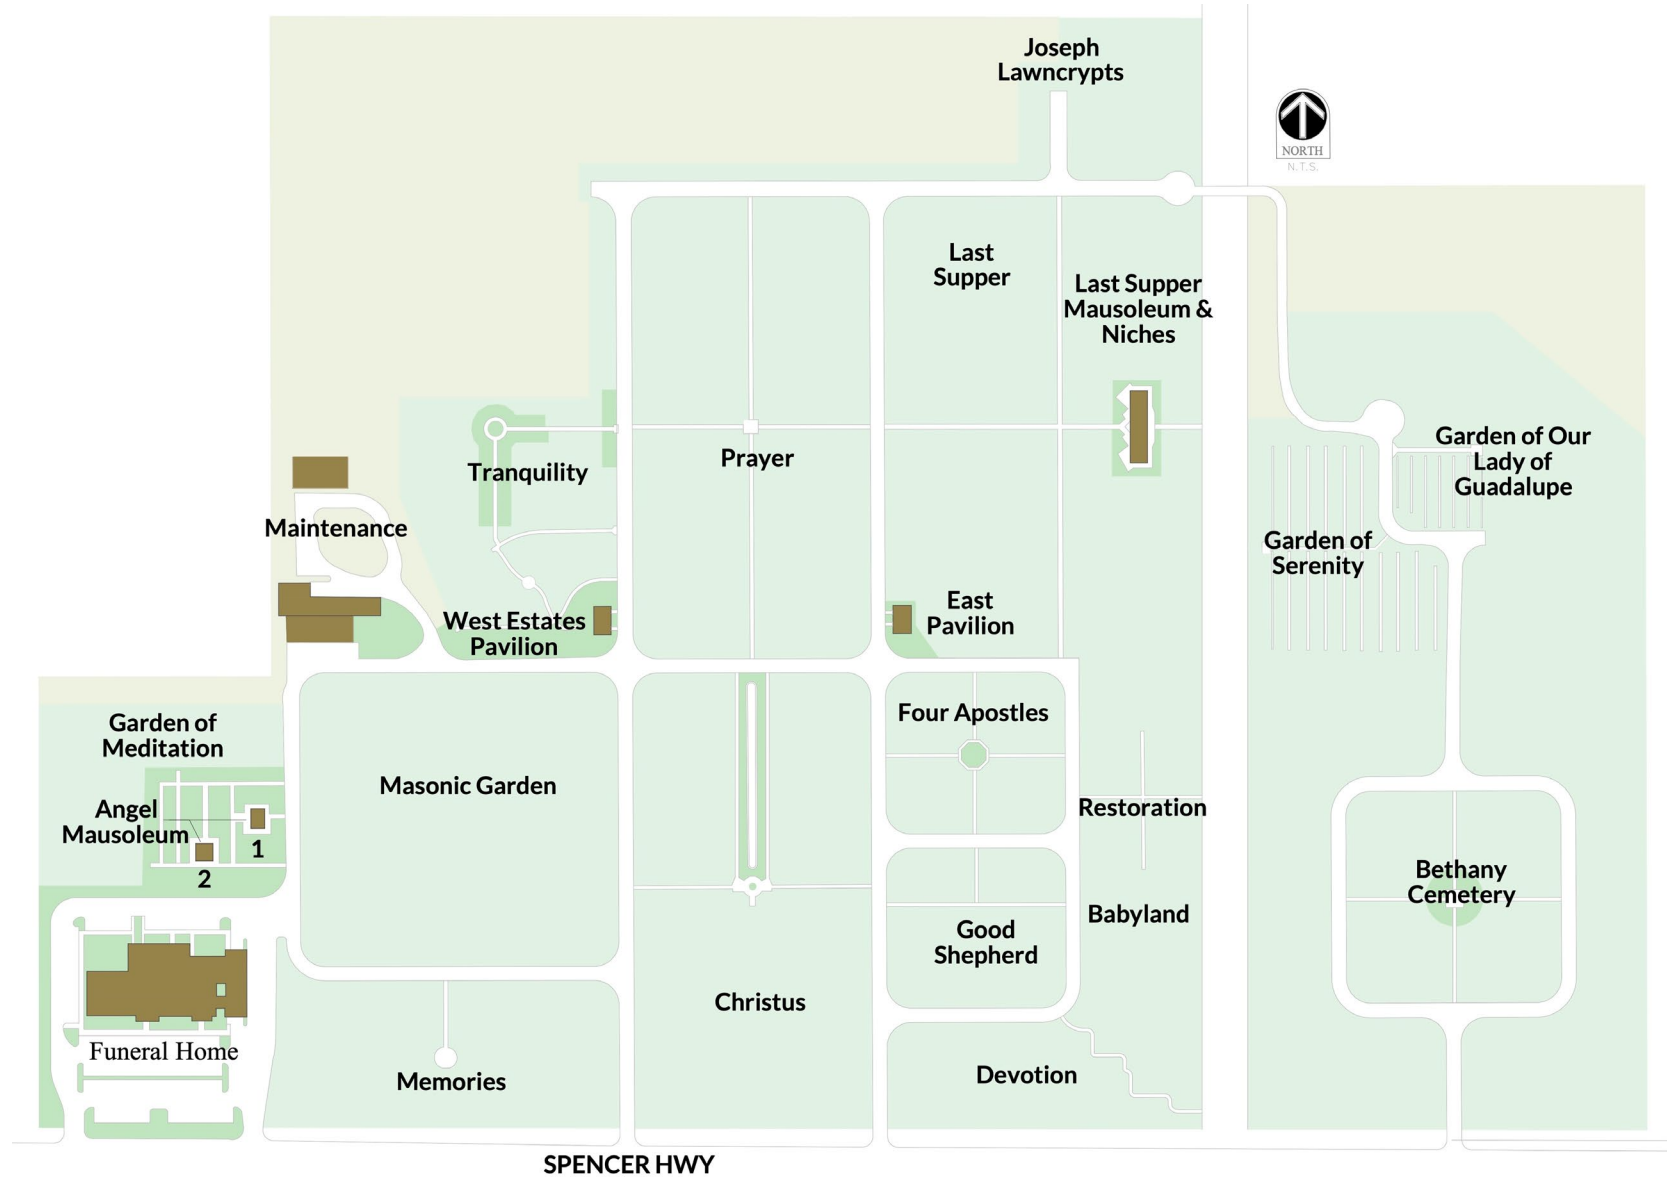 Joseph
Lawncrypts
NORTH
N.T.S.
Last
Supper
Last Supper
Mausoleum &
Niches
Garden of Our
Lady of
Guadalupe
Tranquility
Prayer
Maintenance
Garden of
Serenity
West Estates
Pavilion
East
Pavilion
Garden of
Meditation
Four Apostles
Masonic Garden
Angel
Mausoleum
1
2
Restoration
Bethany
Cemetery
Babyland
Good
Shepherd
Christus
Funeral Home
Memories
Devotion
SPENCER HWY